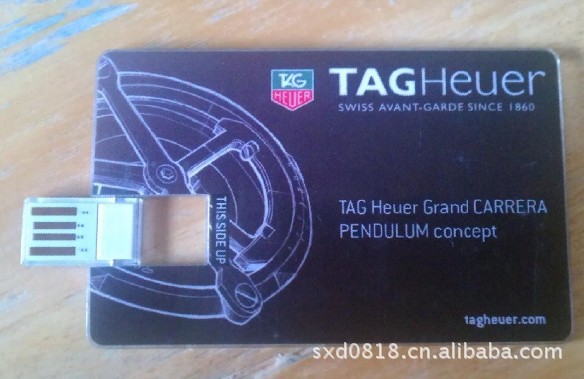 TAG
HEUER
TAGHeuer
SWISS AVANT-GARDE SINCE 1860
TAG Heuer Grand CARRERA
PENDULUM concept
THIS SIDE UP
tagheuer.com
sxd0818.cn.alibaba.com